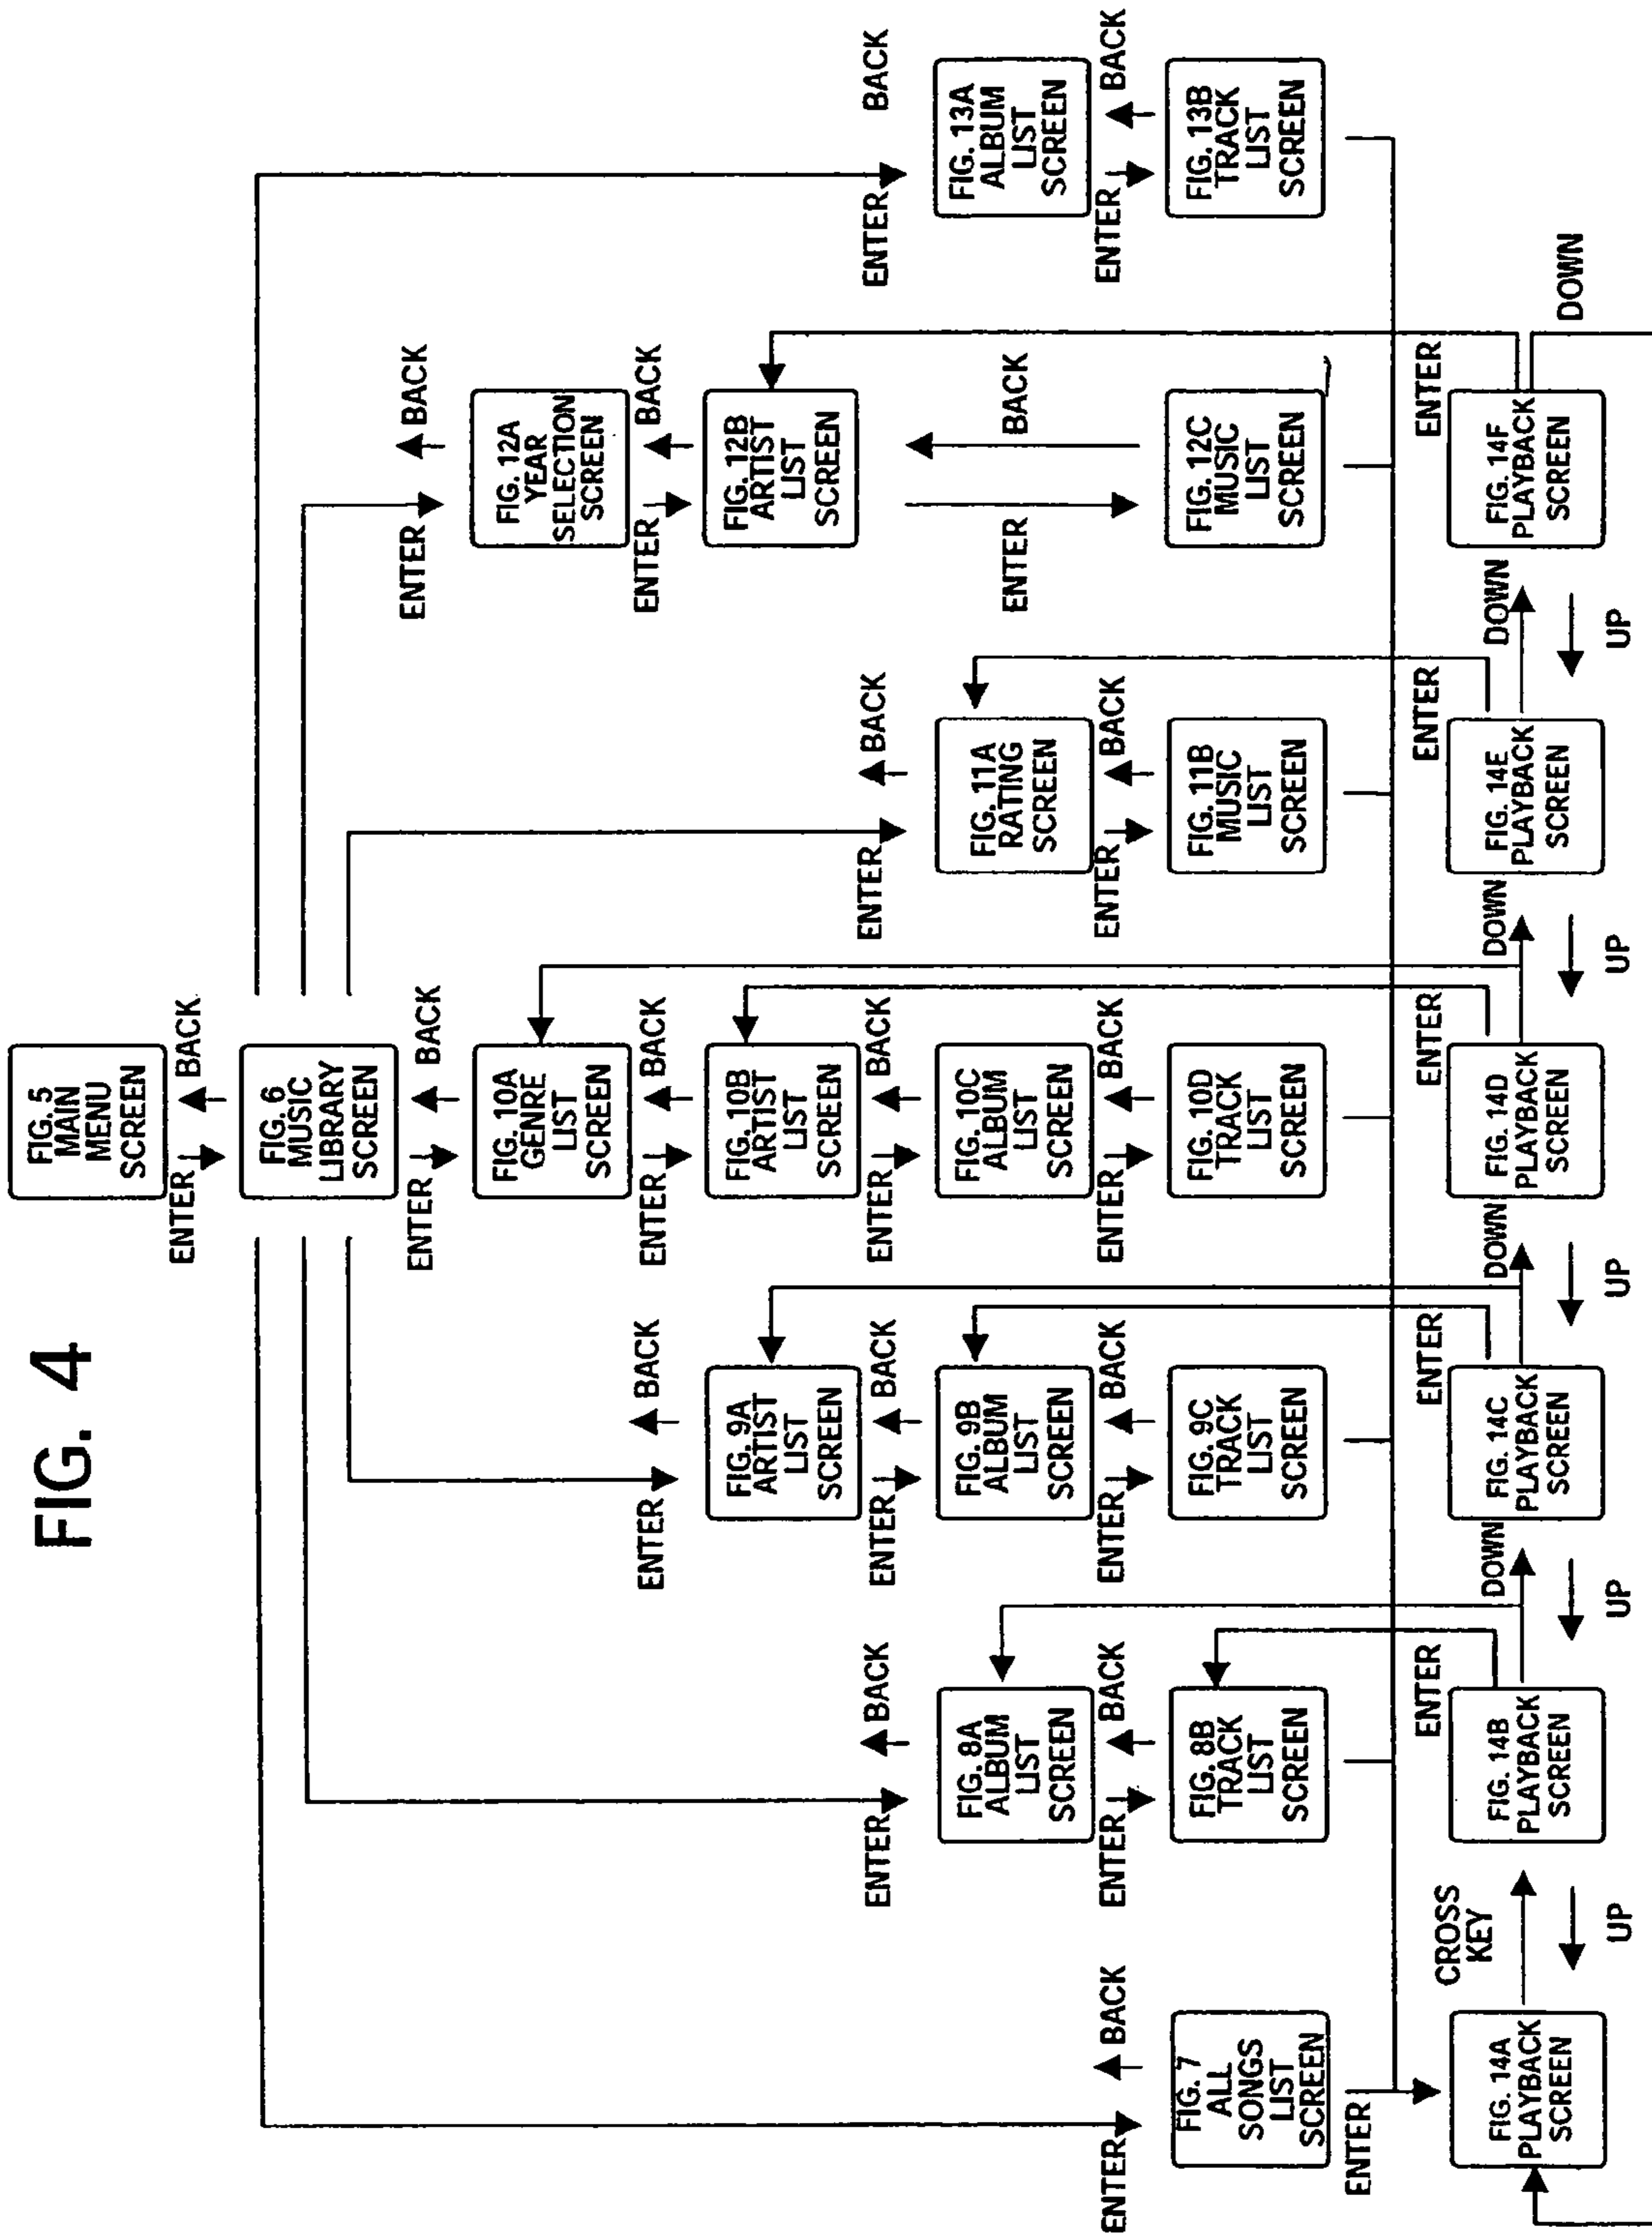 FIG. 4
FIG. 5
MAIN
MENU
SCREEN
ENTER
BACK
FIG. 6
MUSIC
LIBRARY
SCREEN
ENTER
BACK
FIG. 10A
GENRE
LIST
SCREEN
ENTER
BACK
FIG. 12A
YEAR
SELECTION
SCREEN
ENTER
BACK
ENTER
BACK
FIG. 9A
ARTIST
LIST
SCREEN
ENTER
BACK
FIG. 10B
ARTIST
LIST
SCREEN
ENTER
BACK
FIG. 12B
ARTIST
LIST
SCREEN
ENTER
BACK
FIG. 8A
ALBUM
LIST
SCREEN
ENTER
BACK
FIG. 9B
ALBUM
LIST
SCREEN
ENTER
BACK
FIG. 10C
ALBUM
LIST
SCREEN
ENTER
BACK
FIG. 11A
RATING
SCREEN
ENTER
BACK
ENTER
BACK
FIG. 13A
ALBUM
LIST
SCREEN
ENTER
BACK
FIG. 7
ALL
SONGS
LIST
SCREEN
ENTER
BACK
FIG. 8B
TRACK
LIST
SCREEN
ENTER
BACK
FIG. 9C
TRACK
LIST
SCREEN
ENTER
BACK
FIG. 10D
TRACK
LIST
SCREEN
ENTER
BACK
FIG. 11B
MUSIC
LIST
SCREEN
FIG. 12C
MUSIC
LIST
SCREEN
ENTER
BACK
FIG. 13B
TRACK
LIST
SCREEN
ENTER
FIG. 14A
PLAYBACK
SCREEN
CROSS
KEY
UP
ENTER
FIG. 14B
PLAYBACK
SCREEN
DOWN
UP
ENTER
FIG. 14C
PLAYBACK
SCREEN
DOWN
UP
ENTER
FIG. 14D
PLAYBACK
SCREEN
DOWN
UP
ENTER
FIG. 14E
PLAYBACK
SCREEN
DOWN
UP
ENTER
FIG. 14F
PLAYBACK
SCREEN
DOWN